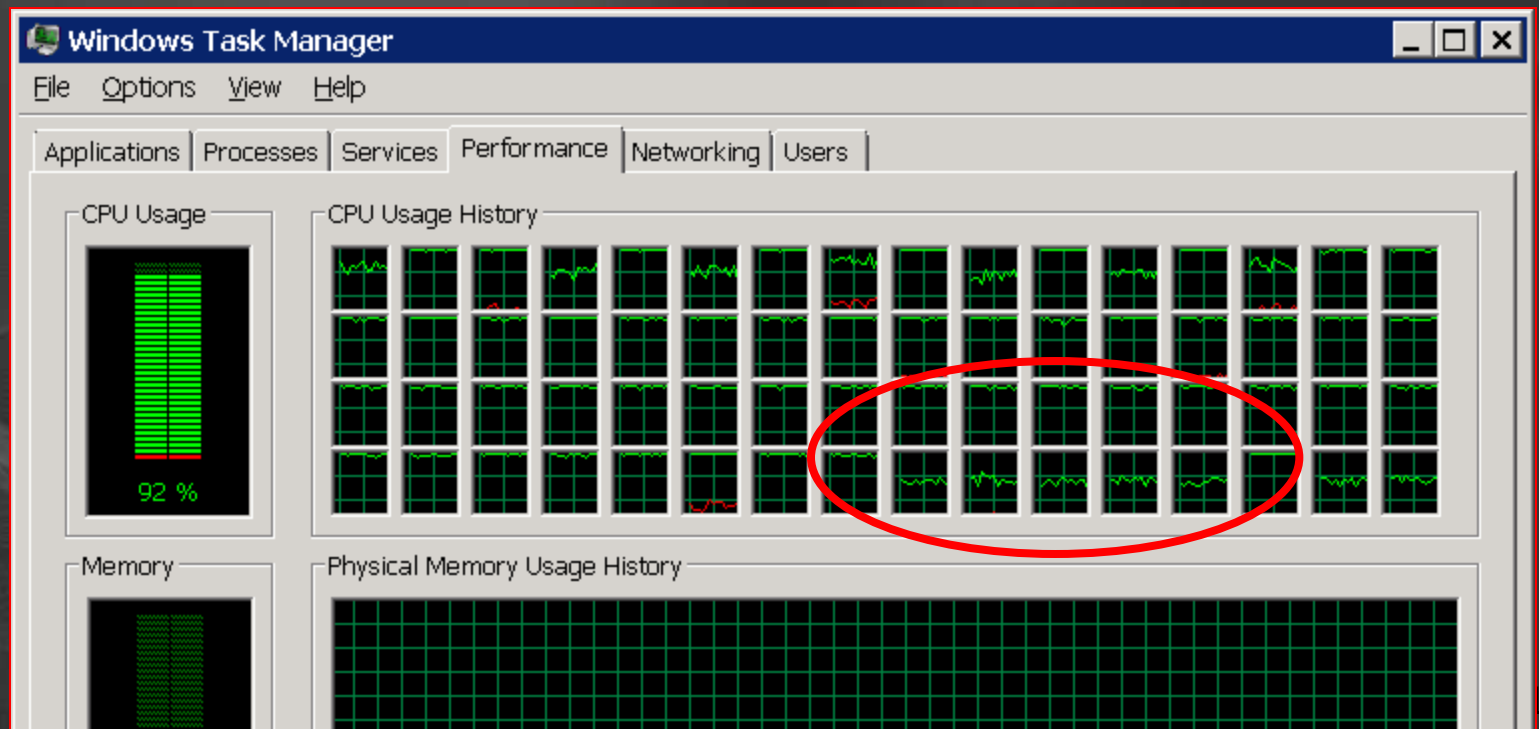 Windows Task Manager
File Options View Help
Applications Processes Services Performance Networking Users
CPU Usage
CPU Usage History
92 %
Memory
Physical Memory Usage History